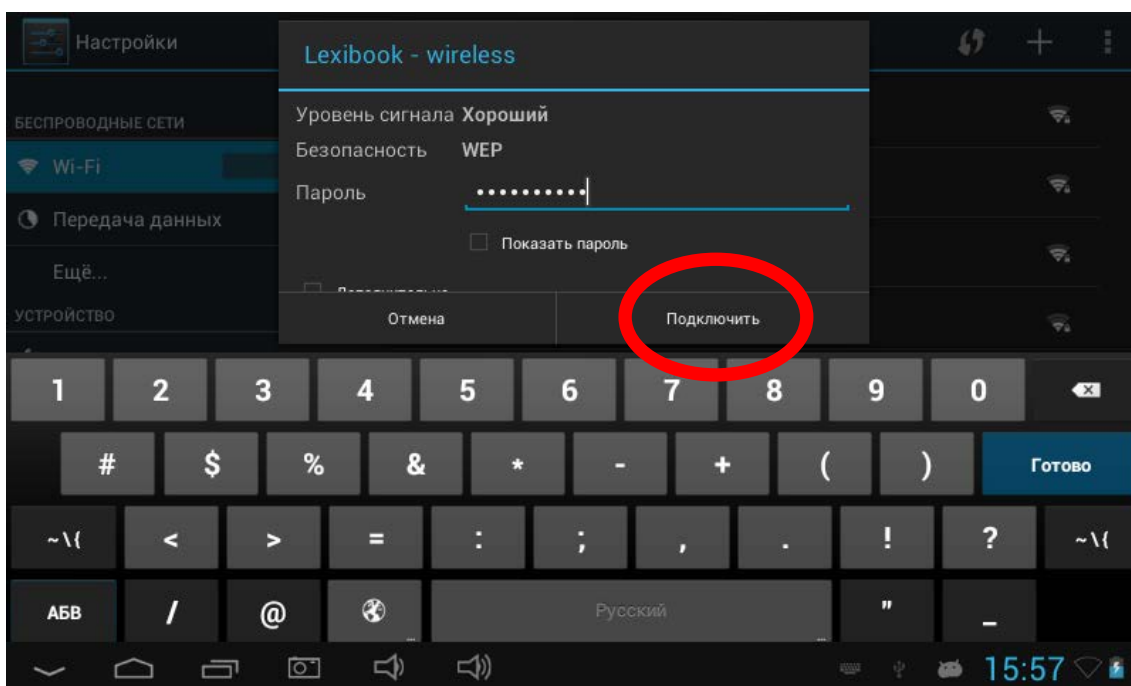 Настройки
Lexibook - wireless
Уровень сигнала Хороший
БЕСПРОВОДНЫЕ СЕТИ
Безопасность WEP
Wi-Fi
Пароль ••••••••••
Передача данных
Показать пароль
Ещё...
Дополнительно
УСТРОЙСТВО
Отмена Подключить
1 2 3 4 5 6 7 8 9 0
# $ % & * - + ( ) Готово
~\{ < > = : ; , . ! ? ~\{
АБВ / @ Русский " _
15:57